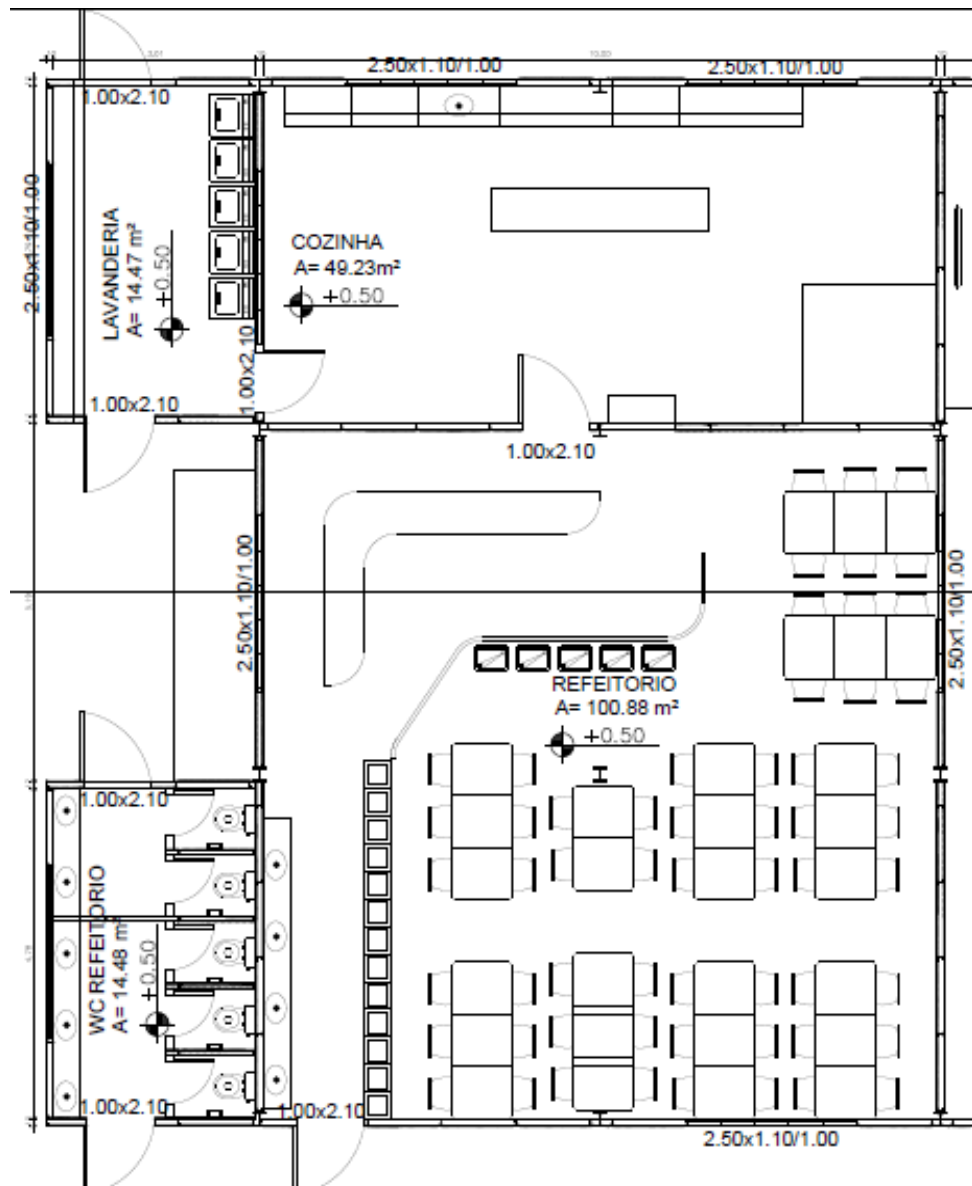 2.50x1.10/1.00
2.50x1.10/1.00
1.00x2.10
2.50x1.10/1.00
LAVANDERIA
A= 14.47 m²
+0.50
COZINHA
A= 49.23m²
+0.50
1.00x2.10
1.00x2.10
1.00x2.10
2.50x1.10/1.00
2.50x1.10/1.00
REFEITORIO
A= 100.88 m²
+0.50
1.00x2.10
WC REFEITORIO
A= 14.48 m²
+0.50
1.00x2.10
1.00x2.10
2.50x1.10/1.00